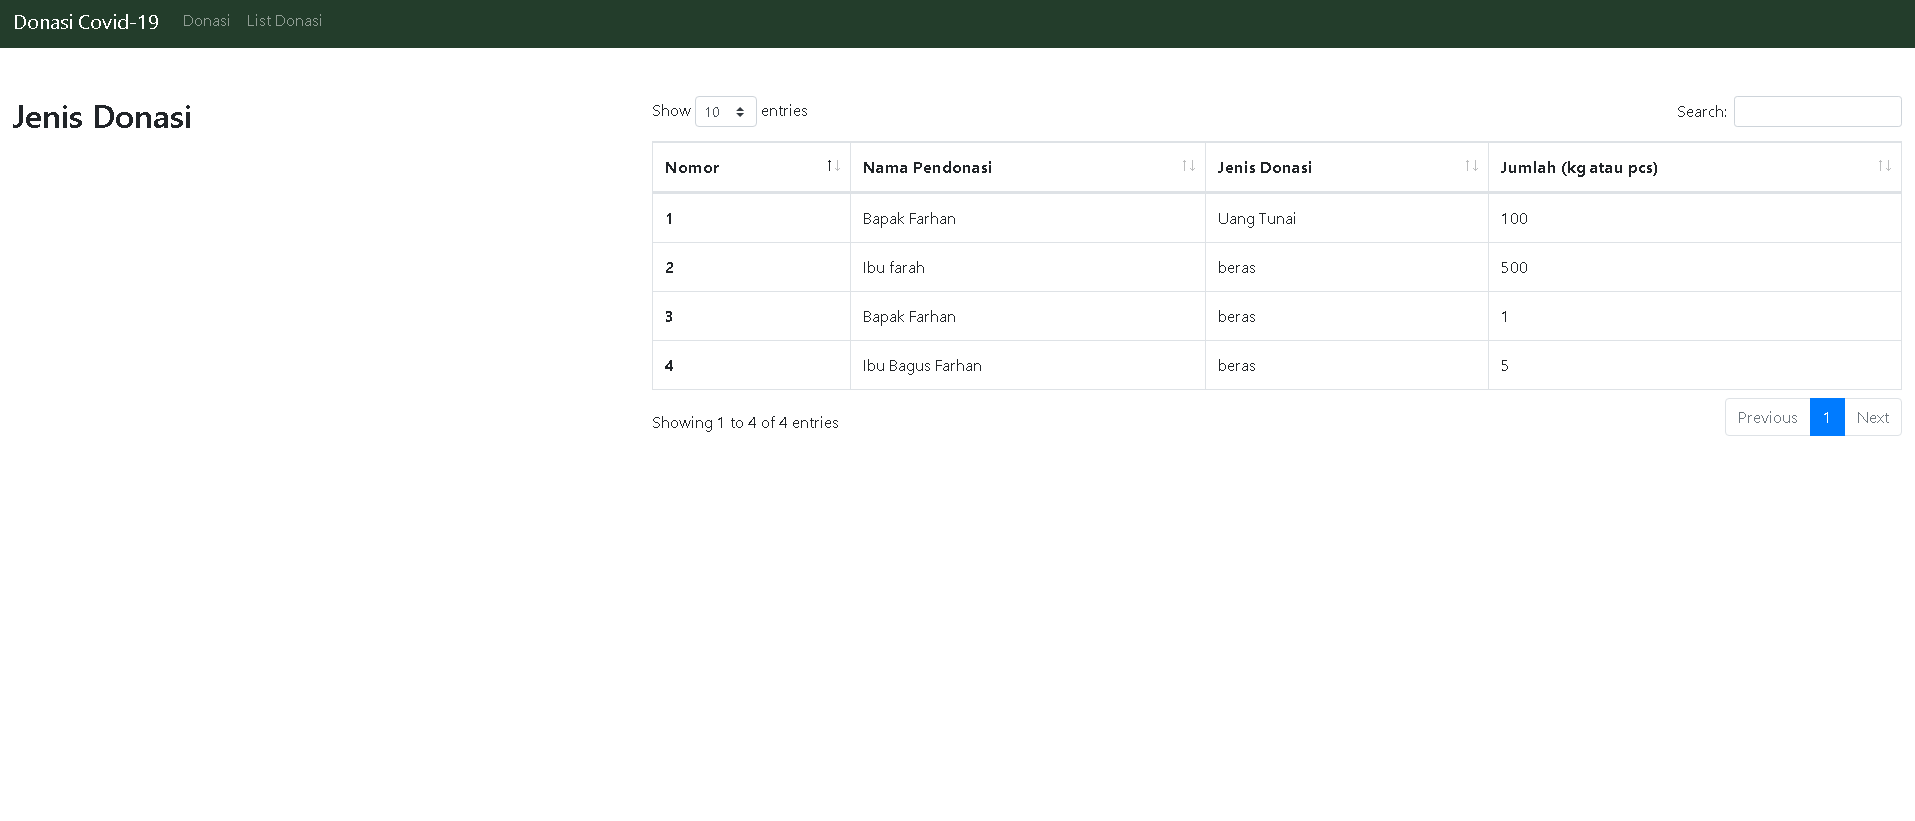 Donasi Covid-19 Donasi List Donasi
Jenis Donasi
Show 10 entries Search:
Nomor Nama Pendonasi Jenis Donasi Jumlah (kg atau pcs)
1 Bapak Farhan Uang Tunai 100
2 Ibu farah beras 500
3 Bapak Farhan beras 1
4 Ibu Bagus Farhan beras 5
Showing 1 to 4 of 4 entries Previous 1 Next